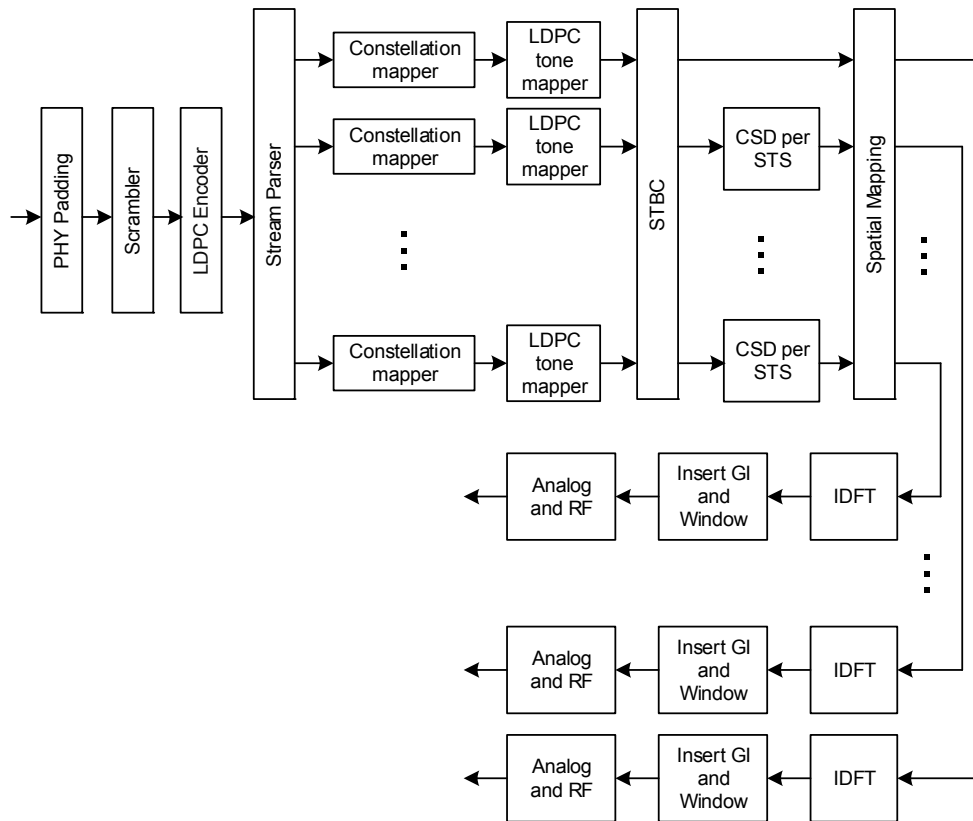 PHY Padding
Scrambler
LDPC Encoder
Stream Parser
Constellation
mapper
LDPC
tone
mapper
Constellation
mapper
LDPC
tone
mapper
Constellation
mapper
LDPC
tone
mapper
STBC
CSD per
STS
CSD per
STS
Spatial Mapping
Analog
and RF
Insert GI
and
Window
IDFT
Analog
and RF
Insert GI
and
Window
IDFT
Analog
and RF
Insert GI
and
Window
IDFT